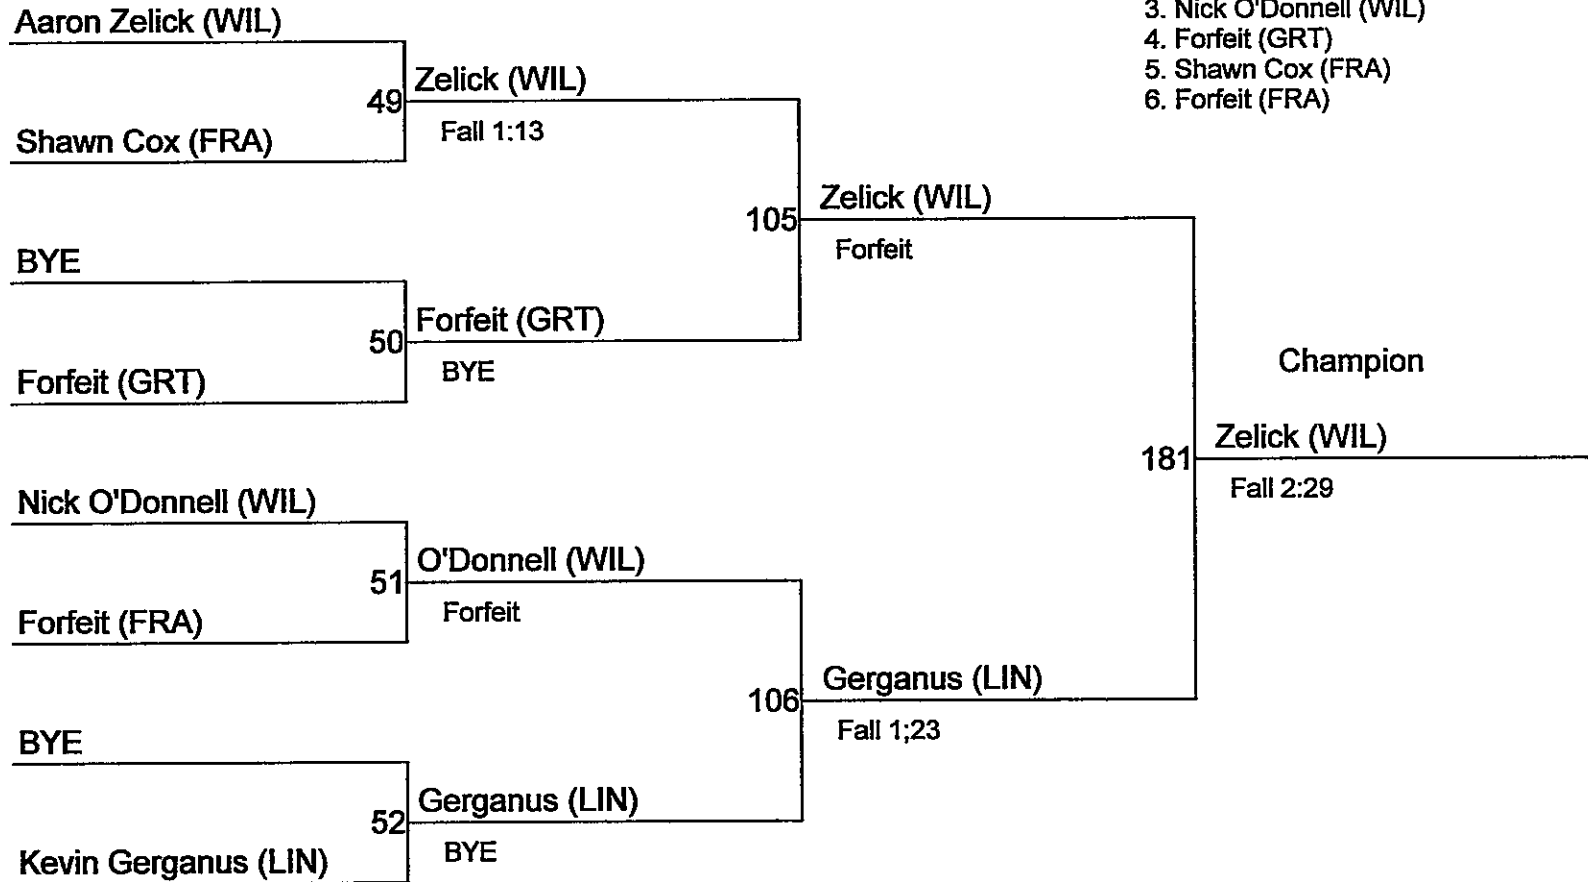 3. Nick O'Donnell (WIL)
4. Forfeit (GRT)
5. Shawn Cox (FRA)
6. Forfeit (FRA)
Aaron Zelick (WIL)
49
Zelick (WIL)
Fall 1:13
Shawn Cox (FRA)
105
Zelick (WIL)
Forfeit
BYE
50
Forfeit (GRT)
BYE
Forfeit (GRT)
Champion
181
Zelick (WIL)
Fall 2:29
Nick O'Donnell (WIL)
51
O'Donnell (WIL)
Forfeit
Forfeit (FRA)
106
Gerganus (LIN)
Fall 1;23
BYE
52
Gerganus (LIN)
BYE
Kevin Gerganus (LIN)